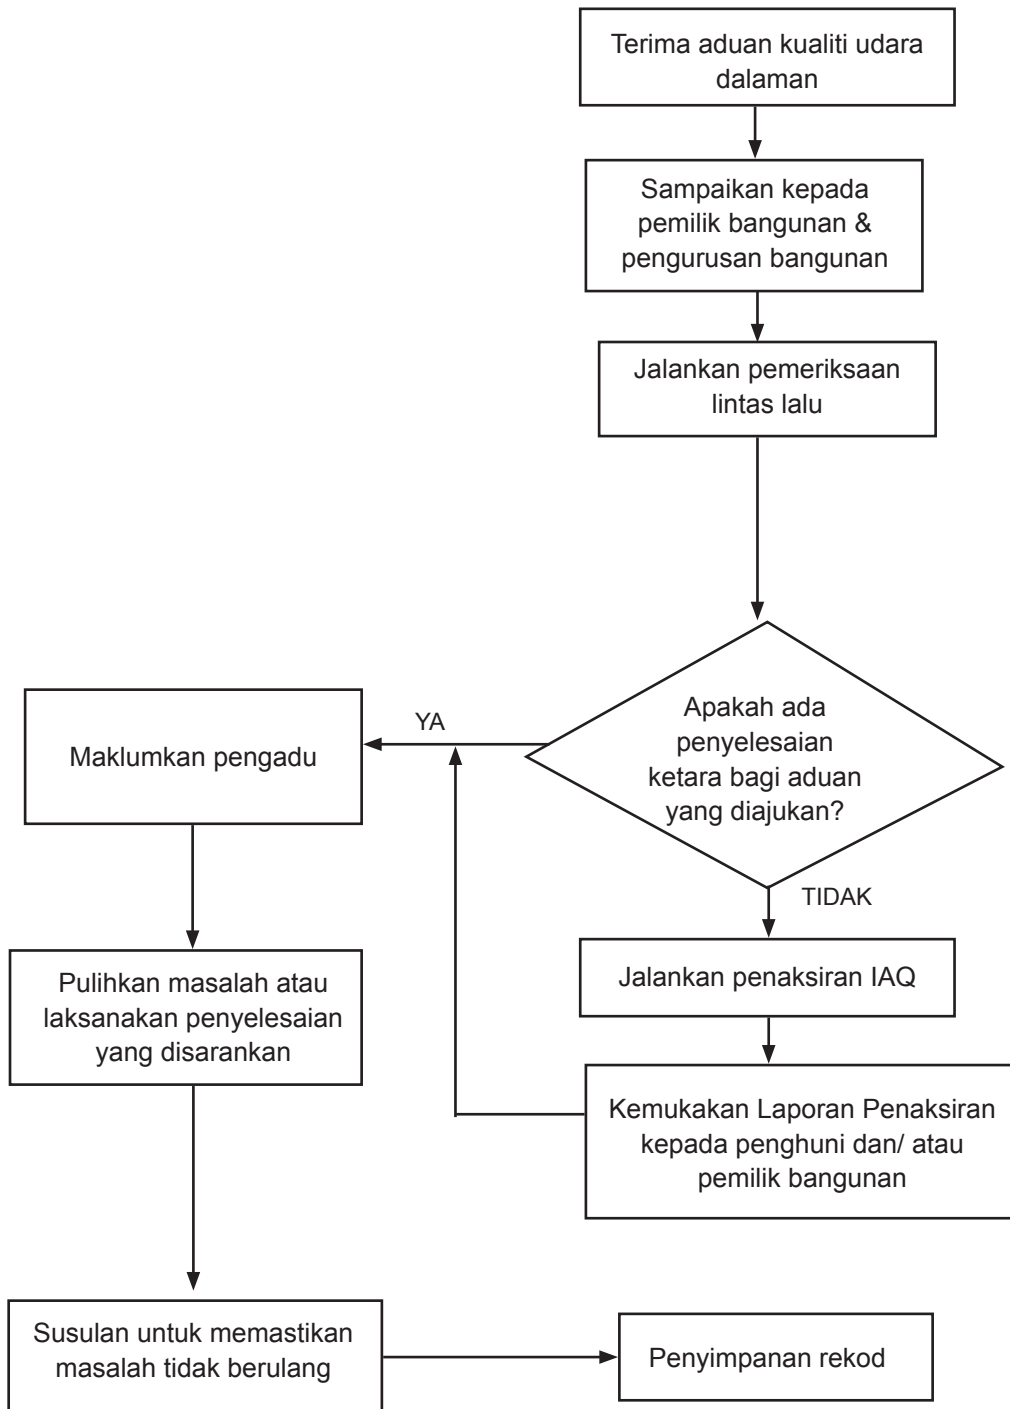 Terima aduan kualiti udara
dalaman
Sampaikan kepada
pemilik bangunan &
pengurusan bangunan
Jalankan pemeriksaan
lintas lalu
Apakah ada
penyelesaian
ketara bagi aduan
yang diajukan?
YA
Maklumkan pengadu
TIDAK
Jalankan penaksiran IAQ
Pulihkan masalah atau
laksanakan penyelesaian
yang disarankan
Kemukakan Laporan Penaksiran
kepada penghuni dan/ atau
pemilik bangunan
Susulan untuk memastikan
masalah tidak berulang
Penyimpanan rekod